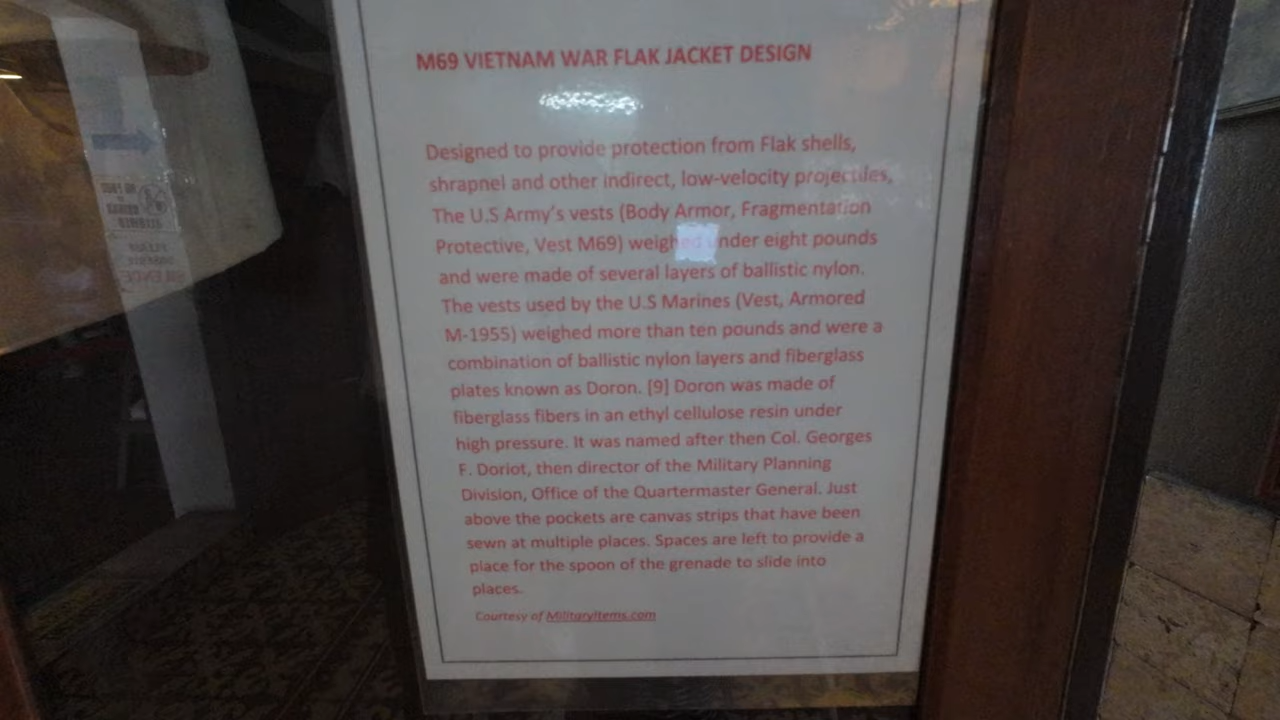 M69 VIETNAM WAR FLAK JACKET DESIGN
Designed to provide protection from Flak shells,
shrapnel and other indirect, low-velocity projectiles,
The U.S Army's vests (Body Armor, Fragmentation
Protective, Vest M69) weighed under eight pounds
and were made of several layers of ballistic nylon.
The vests used by the U.S Marines (Vest, Armored
M-1955) weighed more than ten pounds and were a
combination of ballistic nylon layers and fiberglass
plates known as Doron. [9] Doron was made of
fiberglass fibers in an ethyl cellulose resin under
high pressure. It was named after then Col. Georges
F. Doriot, then director of the Military Planning
Division, Office of the Quartermaster General. Just
above the pockets are canvas strips that have been
sewn at multiple places. Spaces are left to provide a
place for the spoon of the grenade to slide into
places.
Courtesy of MilitaryItems.com